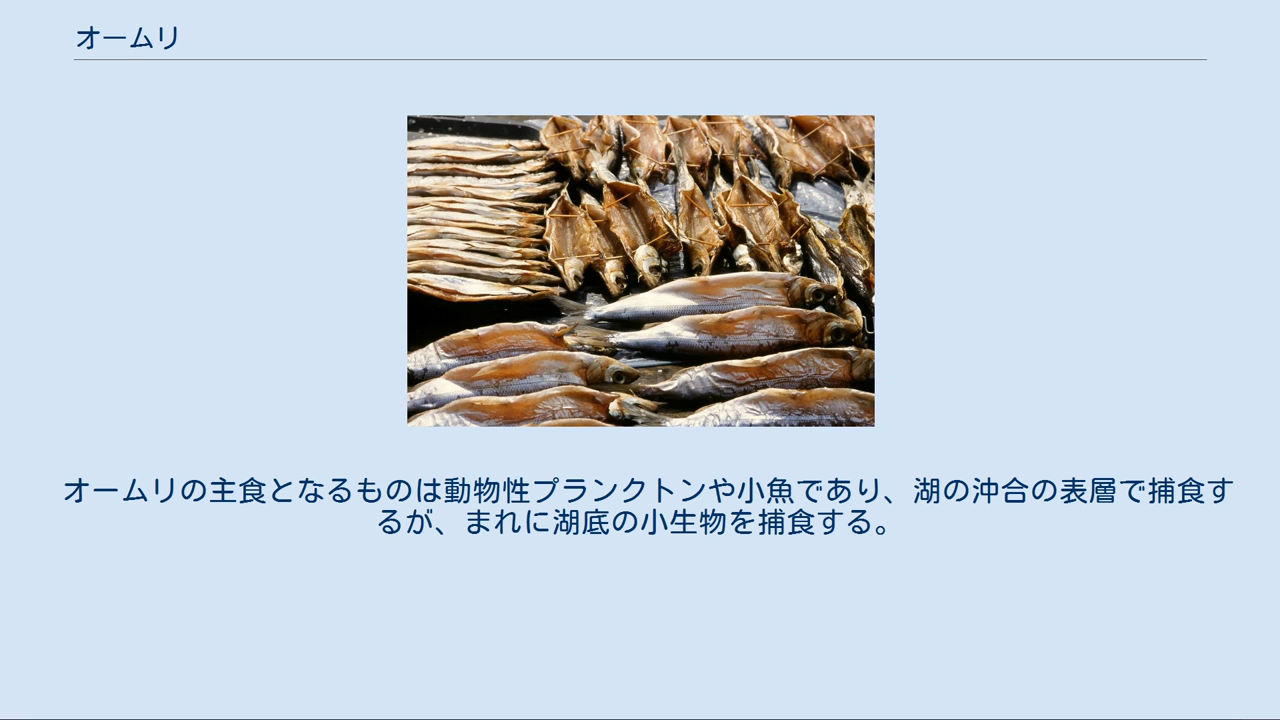 オームリ
オームリの主食となるものは動物性プランクトンや小魚であり、湖の沖合の表層で捕食す
るが、まれに湖底の小生物を捕食する。